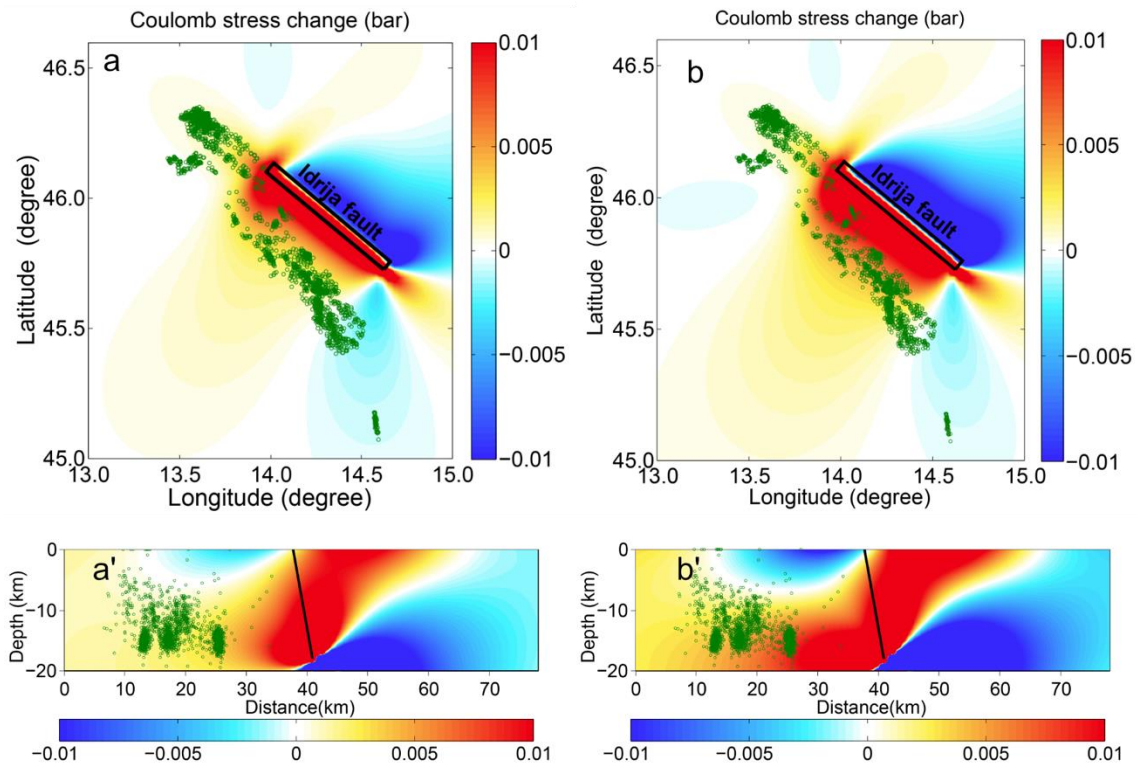 Coulomb stress change (bar)
a
46.5
46.0
45.5
45.0
Latitude (degree)
Idrija fault
13.0
13.5
14.0
14.5
15.0
Longitude (degree)
0.01
0.005
0
−0.005
−0.01
Coulomb stress change (bar)
b
46.5
46.0
45.5
45.0
Latitude (degree)
Idrija fault
13.0
13.5
14.0
14.5
15.0
Longitude (degree)
0.01
0.005
0
−0.005
−0.01
a'
0
−10
−20
Depth (km)
0 10 20 30 40 50 60 70
Distance(km)
−0.01 −0.005 0 0.005 0.01
b'
0
−10
−20
Depth (km)
0 10 20 30 40 50 60 70
Distance(km)
−0.01 −0.005 0 0.005 0.01